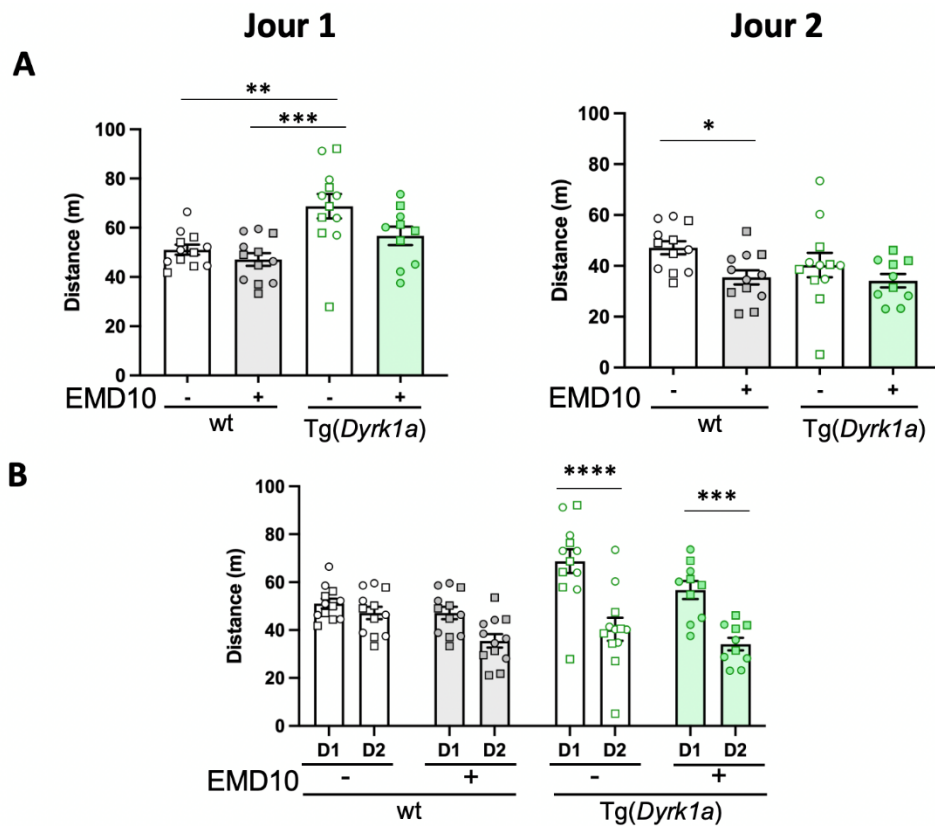 Jour 1
Jour 2
A
**
***
Distance (m)
100
80
60
40
20
0
EMD10
- + - +
wt
Tg(Dyrk1a)
*
Distance (m)
100
80
60
40
20
0
EMD10
- + - +
wt
Tg(Dyrk1a)
B
****
***
Distance (m)
100
80
60
40
20
0
D1 D2 D1 D2 D1 D2 D1 D2
EMD10
- + - +
wt
Tg(Dyrk1a)